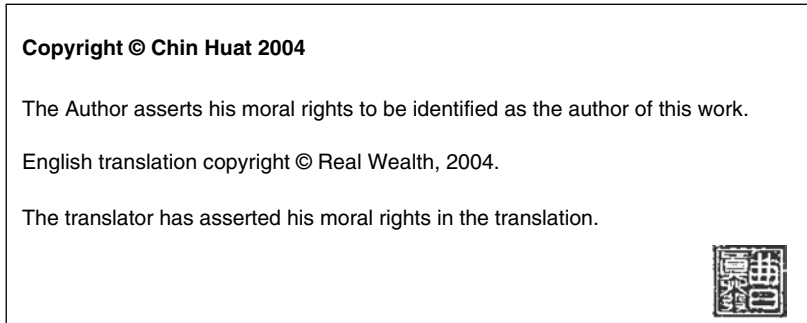 Copyright © Chin Huat 2004
The Author asserts his moral rights to be identified as the author of this work.
English translation copyright © Real Wealth, 2004.
The translator has asserted his moral rights in the translation.